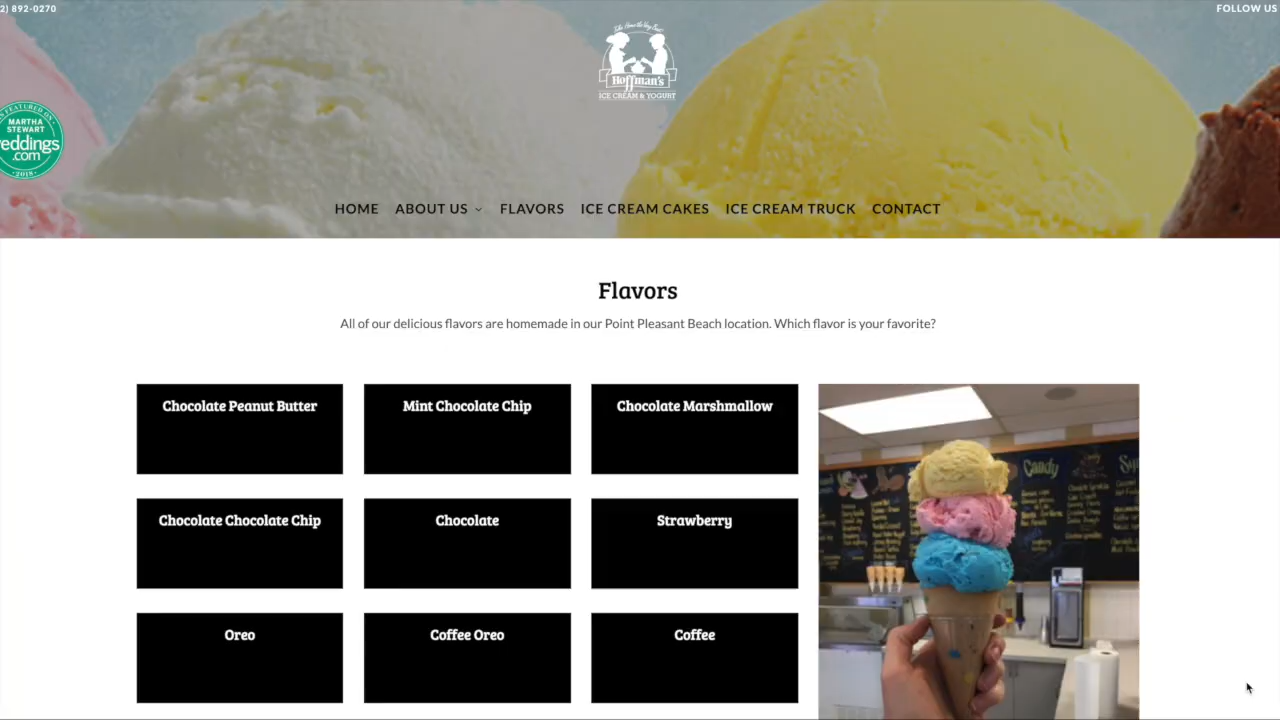 2) 892-0270
FOLLOW US
Hoffman's
ICE CREAM & YOGURT
FEATURED ON
MARTHA
STEWART
eddings
.com
2018
HOME ABOUT US FLAVORS ICE CREAM CAKES ICE CREAM TRUCK CONTACT
Flavors
All of our delicious flavors are homemade in our Point Pleasant Beach location. Which flavor is your favorite?
Chocolate Peanut Butter
Mint Chocolate Chip
Chocolate Marshmallow
Chocolate Chocolate Chip
Chocolate
Strawberry
Oreo
Coffee Oreo
Coffee
Candy